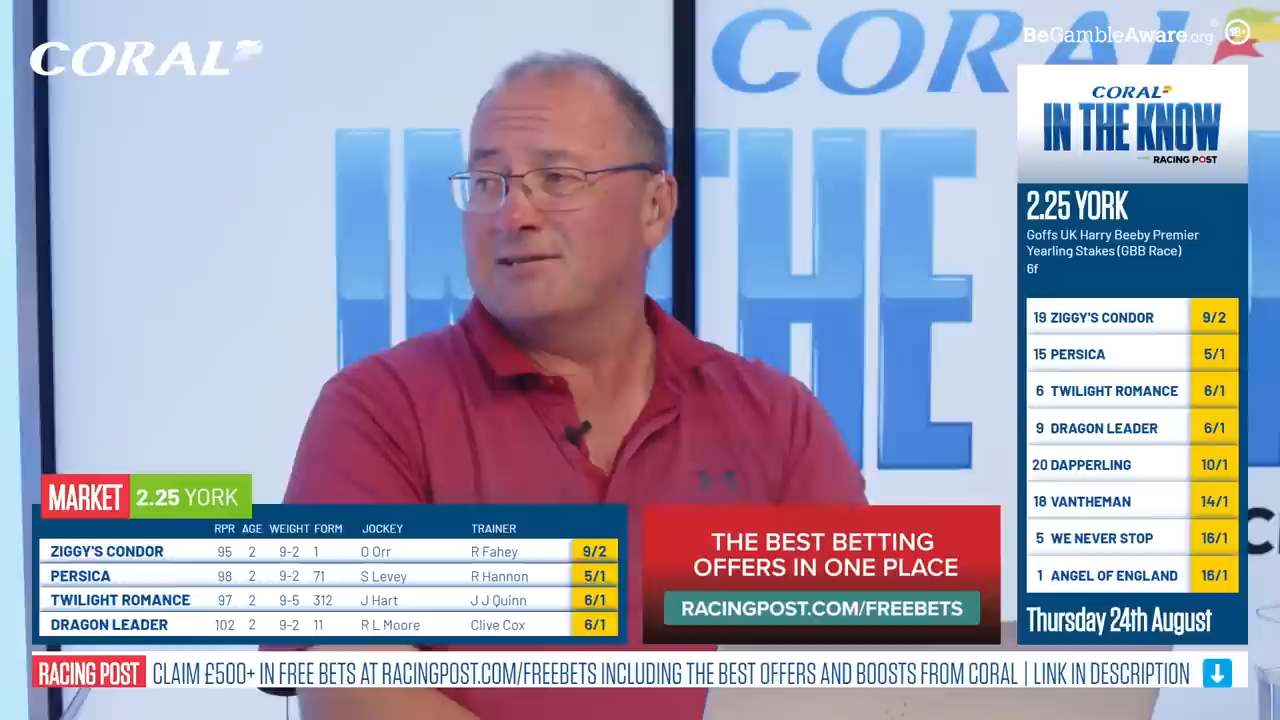 CORAL
CORAL
BeGambleAware.org®
18+
IN THE
CORAL
IN THE KNOW
RACING POST
2.25 YORK
Goffs UK Harry Beeby Premier
Yearling Stakes (GBB Race)
6f
19 ZIGGY'S CONDOR 9/2
15 PERSICA 5/1
6 TWILIGHT ROMANCE 6/1
9 DRAGON LEADER 6/1
20 DAPPERLING 10/1
18 VANTHEMAN 14/1
5 WE NEVER STOP 16/1
1 ANGEL OF ENGLAND 16/1
Thursday 24th August
MARKET 2.25 YORK
RPR AGE WEIGHT FORM JOCKEY TRAINER
ZIGGY'S CONDOR 95 2 9-2 1 O Orr R Fahey 9/2
PERSICA 98 2 9-2 71 S Levey R Hannon 5/1
TWILIGHT ROMANCE 97 2 9-5 312 J Hart J J Quinn 6/1
DRAGON LEADER 102 2 9-2 11 R L Moore Clive Cox 6/1
THE BEST BETTING
OFFERS IN ONE PLACE
RACINGPOST.COM/FREEBETS
RACING POST CLAIM £500+ IN FREE BETS AT RACINGPOST.COM/FREEBETS INCLUDING THE BEST OFFERS AND BOOSTS FROM CORAL | LINK IN DESCRIPTION